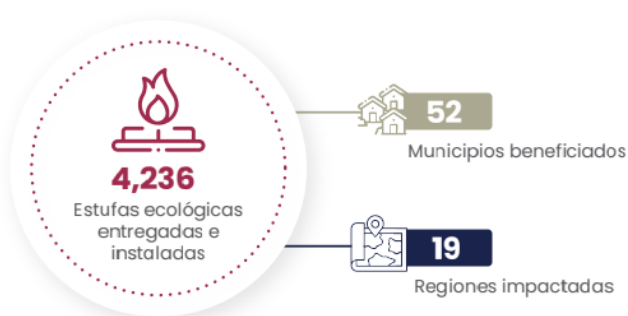 4,236
Estufas ecológicas
entregadas e
instaladas
52
Municipios beneficiados
19
Regiones impactadas